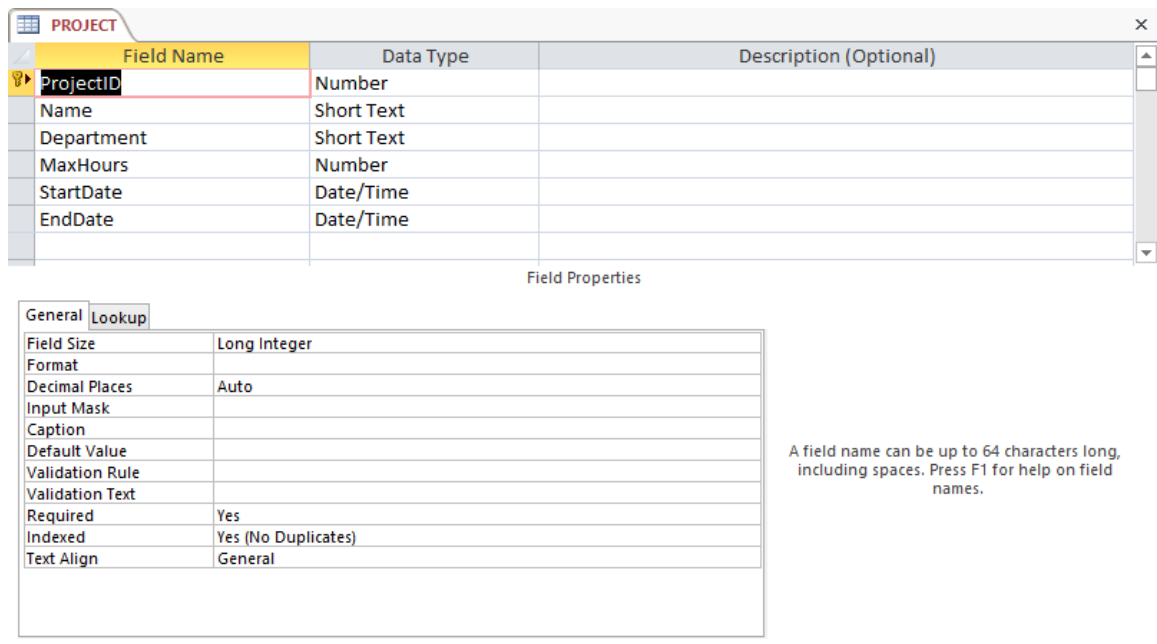 PROJECT ×
Field Name Data Type Description (Optional)
ProjectID Number
Name Short Text
Department Short Text
MaxHours Number
StartDate Date/Time
EndDate Date/Time
Field Properties
General Lookup
Field Size Long Integer
Format
Decimal Places Auto
Input Mask
Caption
Default Value
Validation Rule
Validation Text
Required Yes
Indexed Yes (No Duplicates)
Text Align General
A field name can be up to 64 characters long,
including spaces. Press F1 for help on field
names.